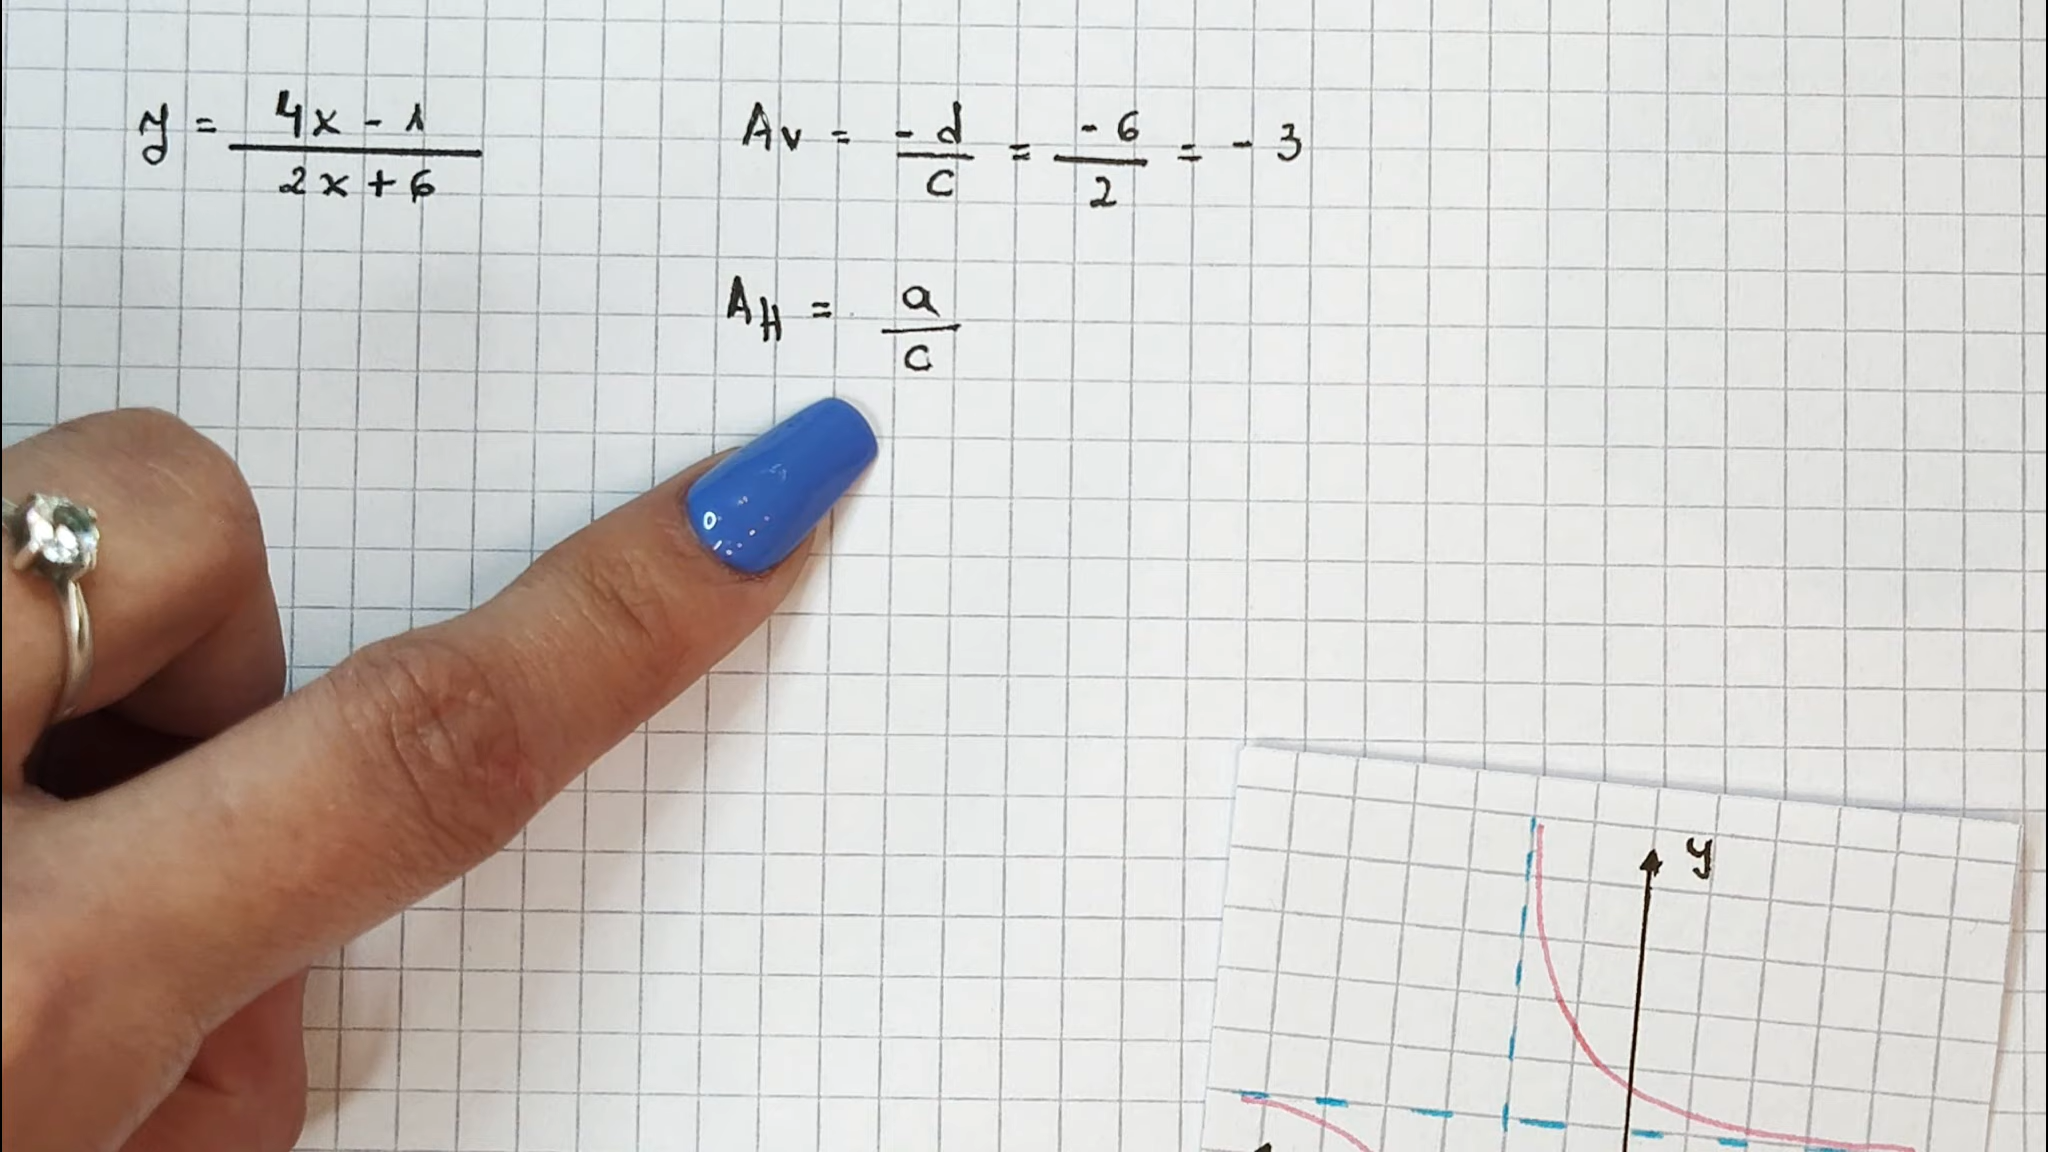 y = 4x - 1 / 2x + 6
Av = - d / c = - 6 / 2 = - 3
AH = a / c
y